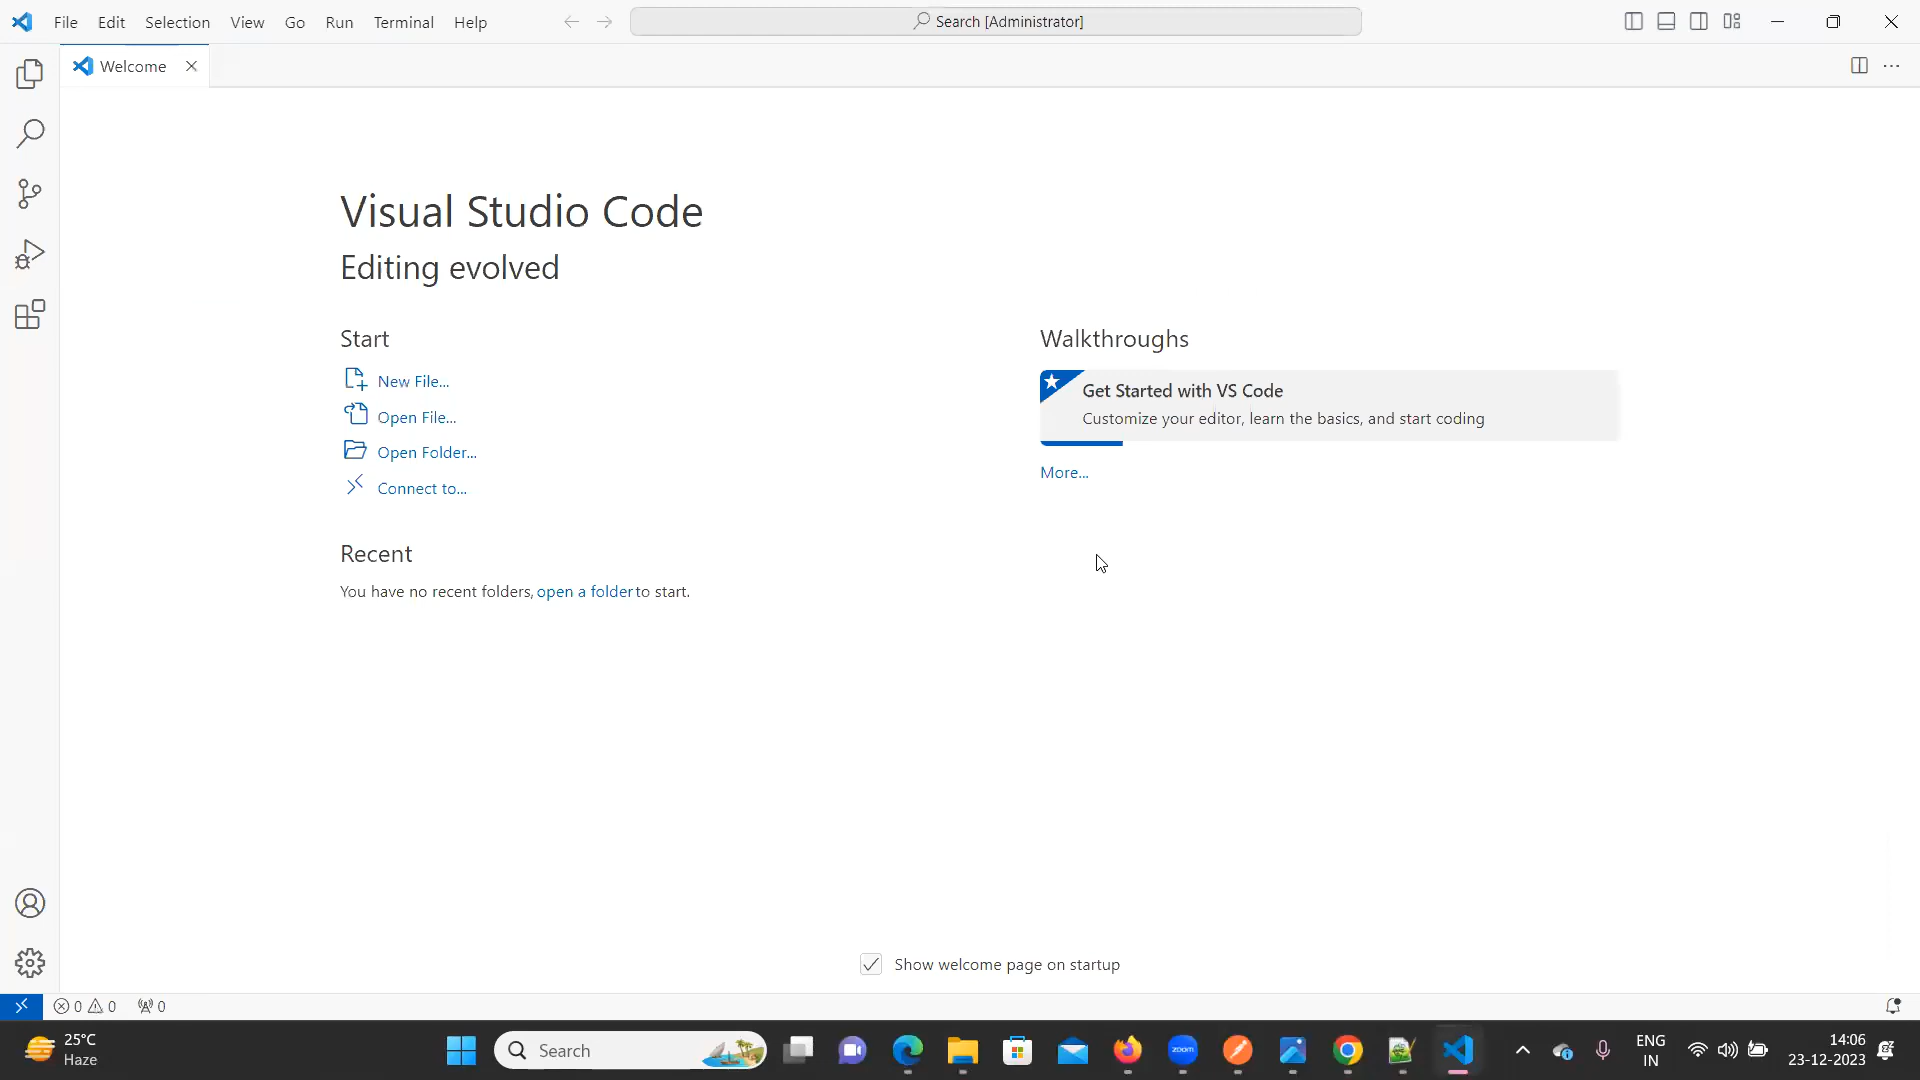 File Edit Selection View Go Run Terminal Help Search [Administrator]
Welcome
Visual Studio Code
Editing evolved
Start
New File...
Open File...
Open Folder...
Connect to...
Walkthroughs
Get Started with VS Code
Customize your editor, learn the basics, and start coding
More...
Recent
You have no recent folders, open a folder to start.
Show welcome page on startup
0 0 0
25°C
Haze
Search
zoom
ENG
IN
14:06
23-12-2023